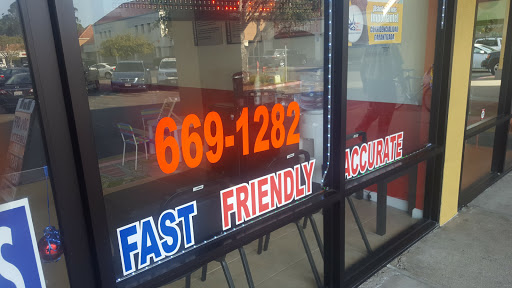 669-1282
FAST FRIENDLY ACCURATE
S